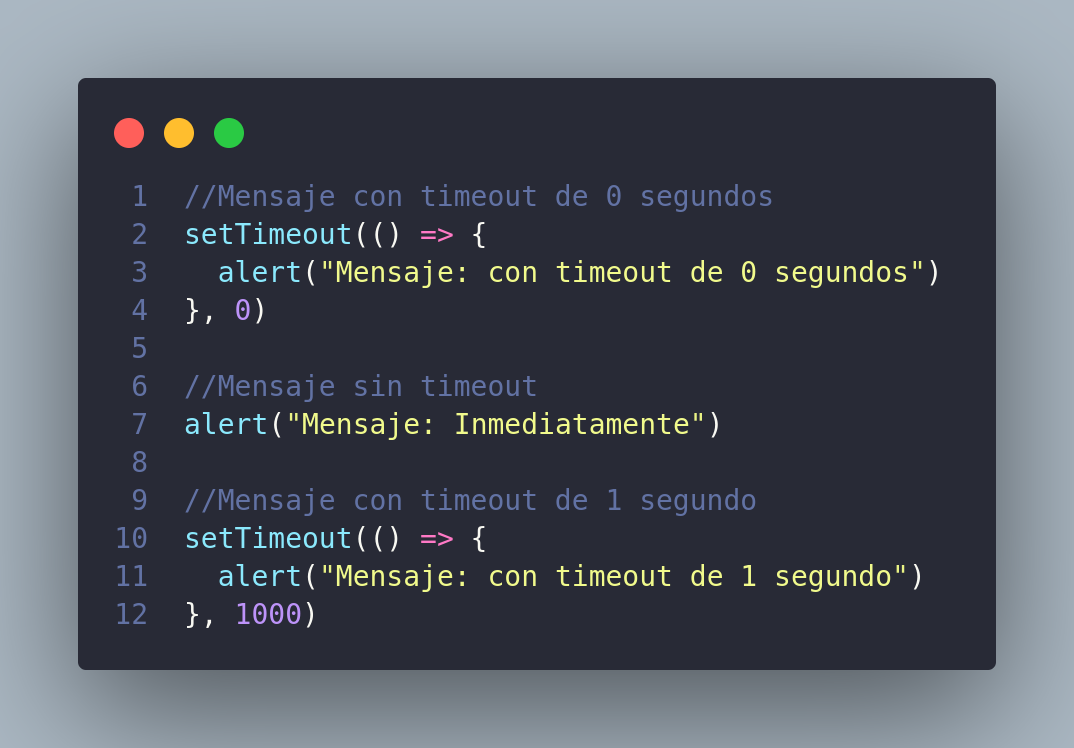 1 //Mensaje con timeout de 0 segundos
2 setTimeout(() => {
3   alert("Mensaje: con timeout de 0 segundos")
4 }, 0)
5
6 //Mensaje sin timeout
7 alert("Mensaje: Inmediatamente")
8
9 //Mensaje con timeout de 1 segundo
10 setTimeout(() => {
11   alert("Mensaje: con timeout de 1 segundo")
12 }, 1000)